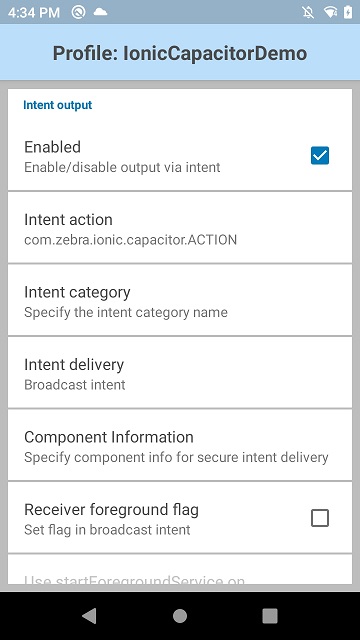 4:34 PM
Profile: IonicCapacitorDemo
Intent output
Enabled
Enable/disable output via intent
Intent action
com.zebra.ionic.capacitor.ACTION
Intent category
Specify the intent category name
Intent delivery
Broadcast intent
Component Information
Specify component info for secure intent delivery
Receiver foreground flag
Set flag in broadcast intent
Use startForegroundService on